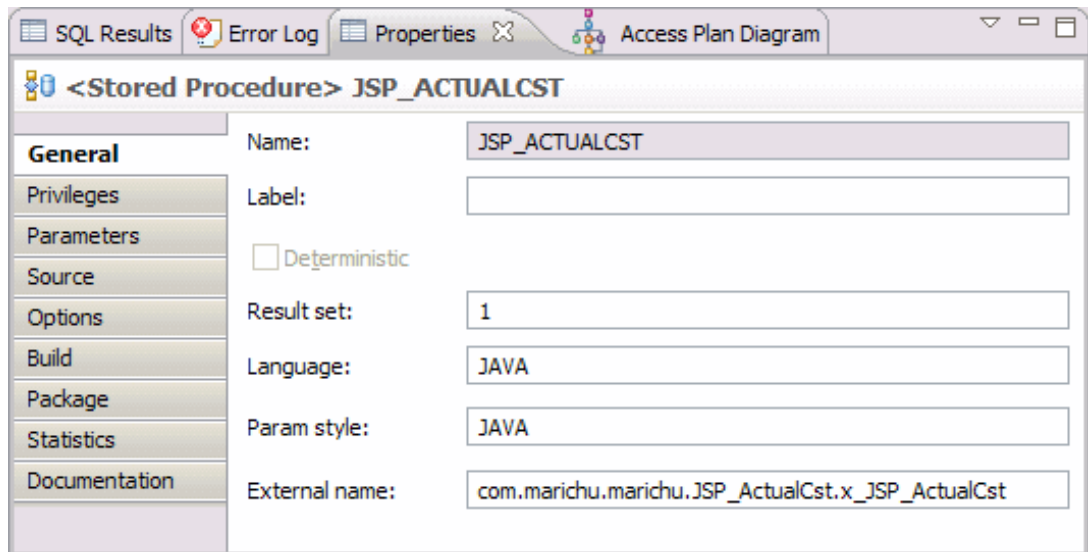 SQL Results Error Log Properties Access Plan Diagram
<Stored Procedure> JSP_ACTUALCST
General
Privileges
Parameters
Source
Options
Build
Package
Statistics
Documentation
Name: JSP_ACTUALCST
Label:
Deterministic
Result set: 1
Language: JAVA
Param style: JAVA
External name: com.marichu.marichu.JSP_ActualCst.x_JSP_ActualCst